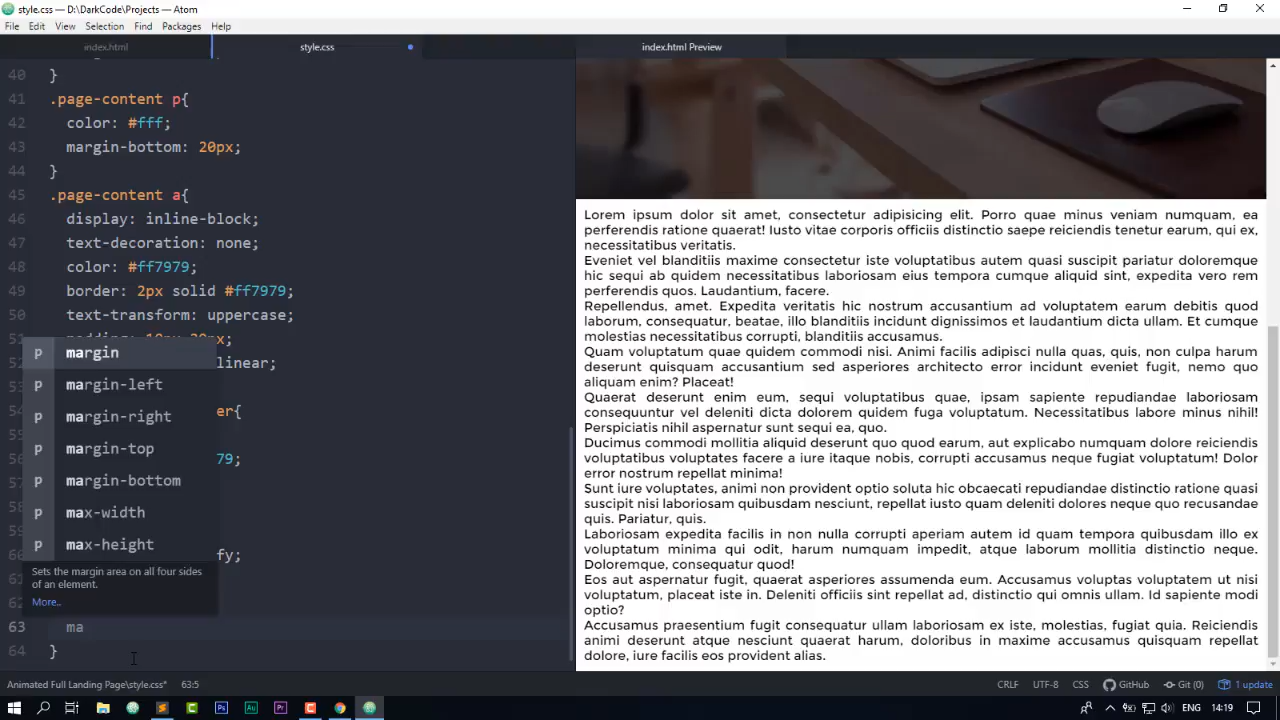 style.css — D:\DarkCode\Projects — Atom
File Edit View Selection Find Packages Help
index.html style.css index.html Preview
40 }
41 .page-content p{
42 color: #fff;
43 margin-bottom: 20px;
44 }
45 .page-content a{
46 display: inline-block;
47 text-decoration: none;
48 color: #ff7979;
49 border: 2px solid #ff7979;
50 text-transform: uppercase;
51
52 linear;
53
54 er{
55
56 79;
57
58
59
60 fy;
61
62
63 ma
64 }
p margin
p margin-left
p margin-right
p margin-top
p margin-bottom
p max-width
p max-height
Sets the margin area on all four sides
of an element.
More..
Lorem ipsum dolor sit amet, consectetur adipisicing elit. Porro quae minus veniam numquam, ea
perferendis ratione quaerat! Iusto vitae corporis officiis distinctio saepe reiciendis tenetur earum, qui ex,
necessitatibus veritatis.
Eveniet vel blanditiis maxime consectetur iste voluptatibus autem quasi suscipit pariatur doloremque
hic sequi ab quidem necessitatibus laboriosam eius tempora cumque aliquid sint, expedita vero rem
perferendis quos. Laudantium, facere.
Repellendus, amet. Expedita veritatis hic nostrum accusantium ad voluptatem earum debitis quod
laborum, consequatur, beatae, illo blanditiis incidunt dignissimos et laudantium dicta ullam. Et cumque
molestias necessitatibus corrupti, blanditiis accusamus.
Quam voluptatum quae quidem commodi nisi. Animi facilis adipisci nulla quas, quis, non culpa harum
deserunt quisquam accusantium sed asperiores architecto error incidunt eveniet fugit, nemo quo
aliquam enim? Placeat!
Quaerat deserunt enim eum, sequi voluptatibus quae, ipsam sapiente repudiandae laboriosam
consequuntur vel deleniti dicta dolorem quidem fuga voluptatum. Necessitatibus labore minus nihil!
Perspiciatis nihil aspernatur sunt sequi ea, quo.
Ducimus commodi mollitia aliquid deserunt quo quod earum, aut explicabo numquam dolore reiciendis
voluptatibus voluptates facere a iure itaque nobis, corrupti accusamus neque fugiat voluptatum! Dolor
error nostrum repellat minima!
Sunt iure voluptates, animi non provident optio soluta hic obcaecati repudiandae distinctio ratione quas
suscipit nisi laboriosam quibusdam nesciunt, repellat iusto quam deleniti dolores neque quo recusandae
quis. Pariatur, quis.
Laboriosam expedita facilis in non nulla corrupti aperiam autem id quam tempora quibusdam illo ex
voluptatum minima qui odit, harum numquam impedit, atque laborum mollitia distinctio neque.
Doloremque, consequatur quod!
Eos aut aspernatur fugit, quaerat asperiores assumenda eum. Accusamus voluptas voluptatem ut nisi
voluptatum, placeat iste in. Deleniti officiis sint repellat ad, distinctio qui omnis ullam. Id sapiente modi
optio?
Accusamus praesentium fugit consequatur ullam laboriosam ex iste, molestias, fugiat quia. Reiciendis
animi deserunt atque nesciunt quaerat harum, doloribus in maxime accusamus quisquam repellat
dolore, iure facilis eos provident alias.
Animated Full Landing Page\style.css* 63:5 CRLF UTF-8 CSS GitHub Git (0) 1 update
ENG 14:19